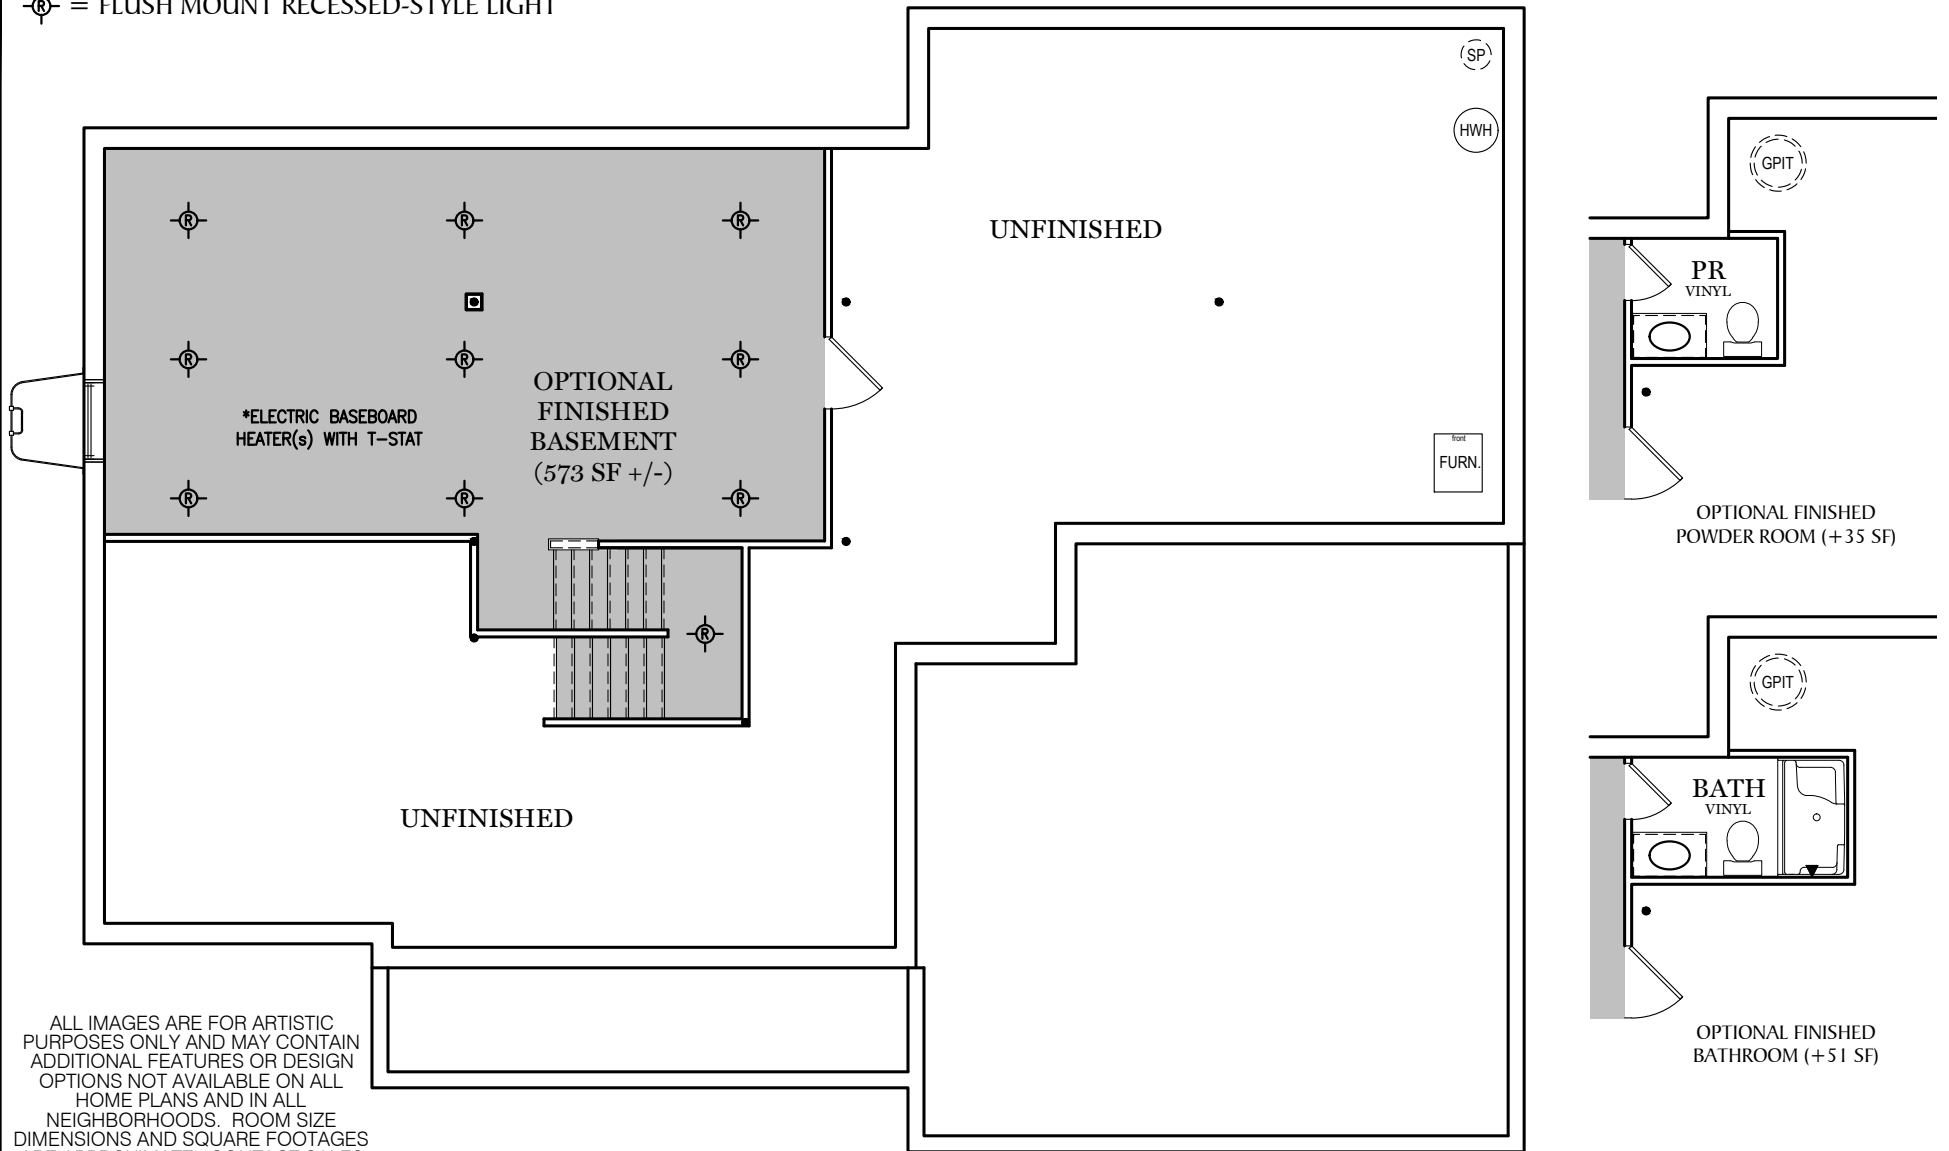 R = FLUSH MOUNT RECESSED-STYLE LIGHT
SP
HWH
UNFINISHED
R R R
R R R
OPTIONAL
FINISHED
BASEMENT
(573 SF +/-)
*ELECTRIC BASEBOARD
HEATER(s) WITH T-STAT
R R R
front
FURN.
R
UNFINISHED
GPIT
PR
VINYL
OPTIONAL FINISHED
POWDER ROOM (+35 SF)
GPIT
BATH
VINYL
OPTIONAL FINISHED
BATHROOM (+51 SF)
ALL IMAGES ARE FOR ARTISTIC
PURPOSES ONLY AND MAY CONTAIN
ADDITIONAL FEATURES OR DESIGN
OPTIONS NOT AVAILABLE ON ALL
HOME PLANS AND IN ALL
NEIGHBORHOODS. ROOM SIZE
DIMENSIONS AND SQUARE FOOTAGES